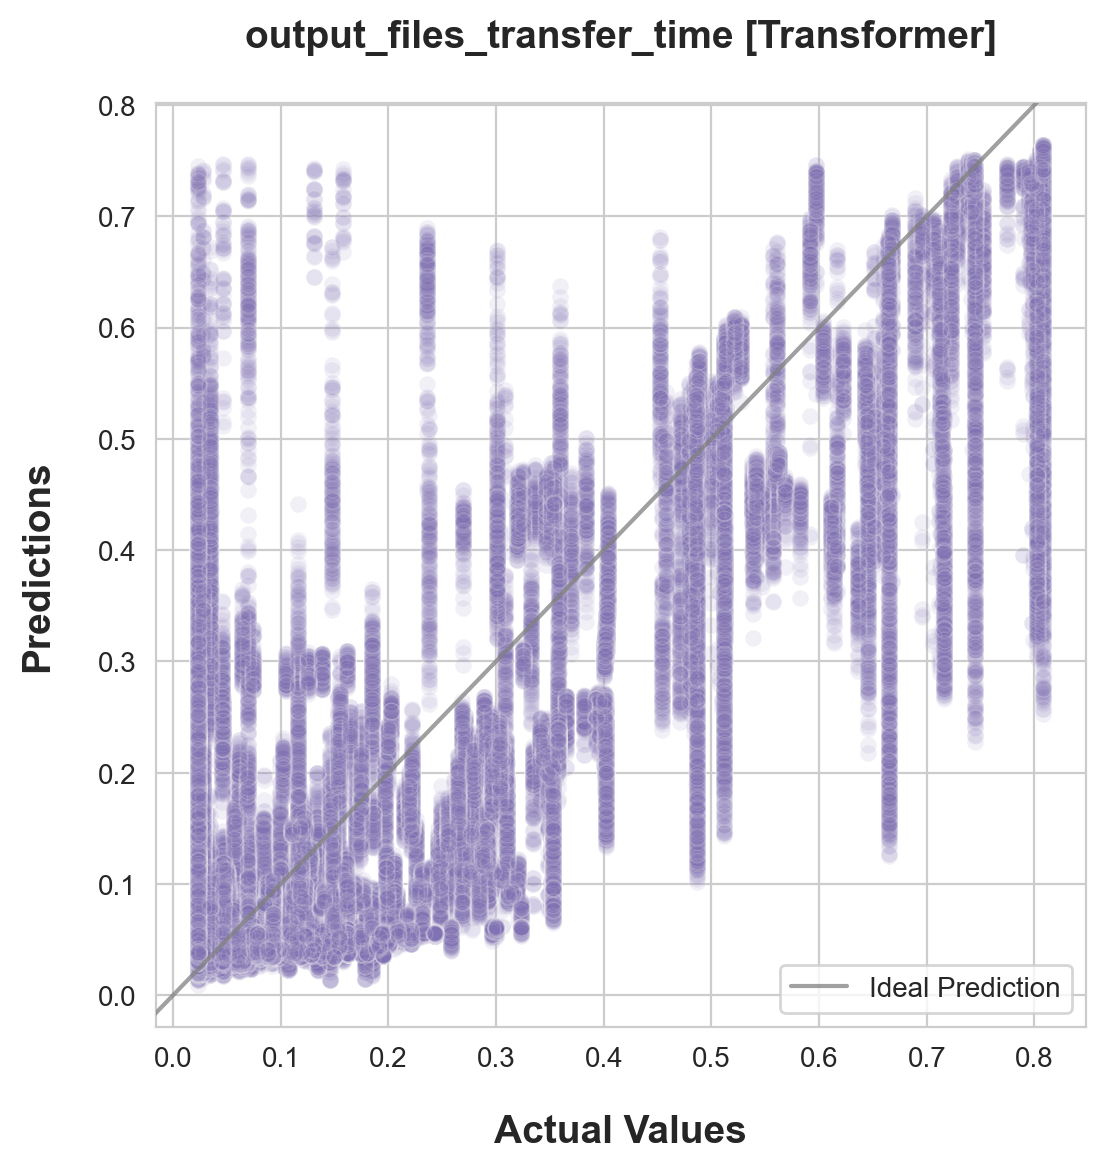 output_files_transfer_time [Transformer]
0.8
0.7
0.6
0.5
0.4
0.3
0.2
0.1
0.0
Predictions
Ideal Prediction
0.0 0.1 0.2 0.3 0.4 0.5 0.6 0.7 0.8
Actual Values